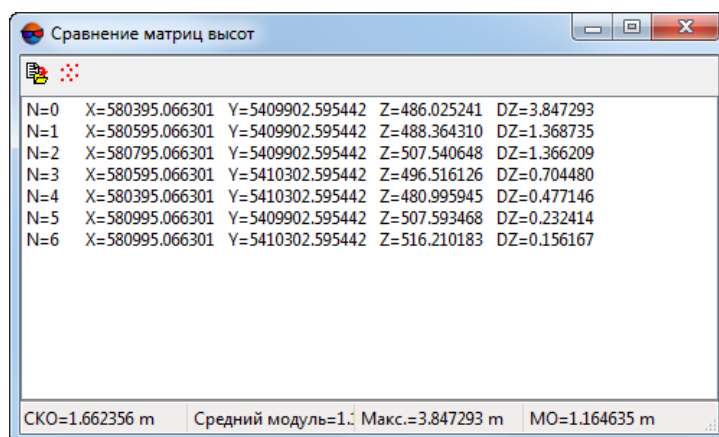 Сравнение матриц высот
N=0 X=580395.066301 Y=5409902.595442 Z=486.025241 DZ=3.847293
N=1 X=580595.066301 Y=5409902.595442 Z=488.364310 DZ=1.368735
N=2 X=580795.066301 Y=5409902.595442 Z=507.540648 DZ=1.366209
N=3 X=580595.066301 Y=5410302.595442 Z=496.516126 DZ=0.704480
N=4 X=580395.066301 Y=5410302.595442 Z=480.995945 DZ=0.477146
N=5 X=580995.066301 Y=5409902.595442 Z=507.593468 DZ=0.232414
N=6 X=580995.066301 Y=5410302.595442 Z=516.210183 DZ=0.156167
СКО=1.662356 m Средний модуль=1. Макс.=3.847293 m МО=1.164635 m